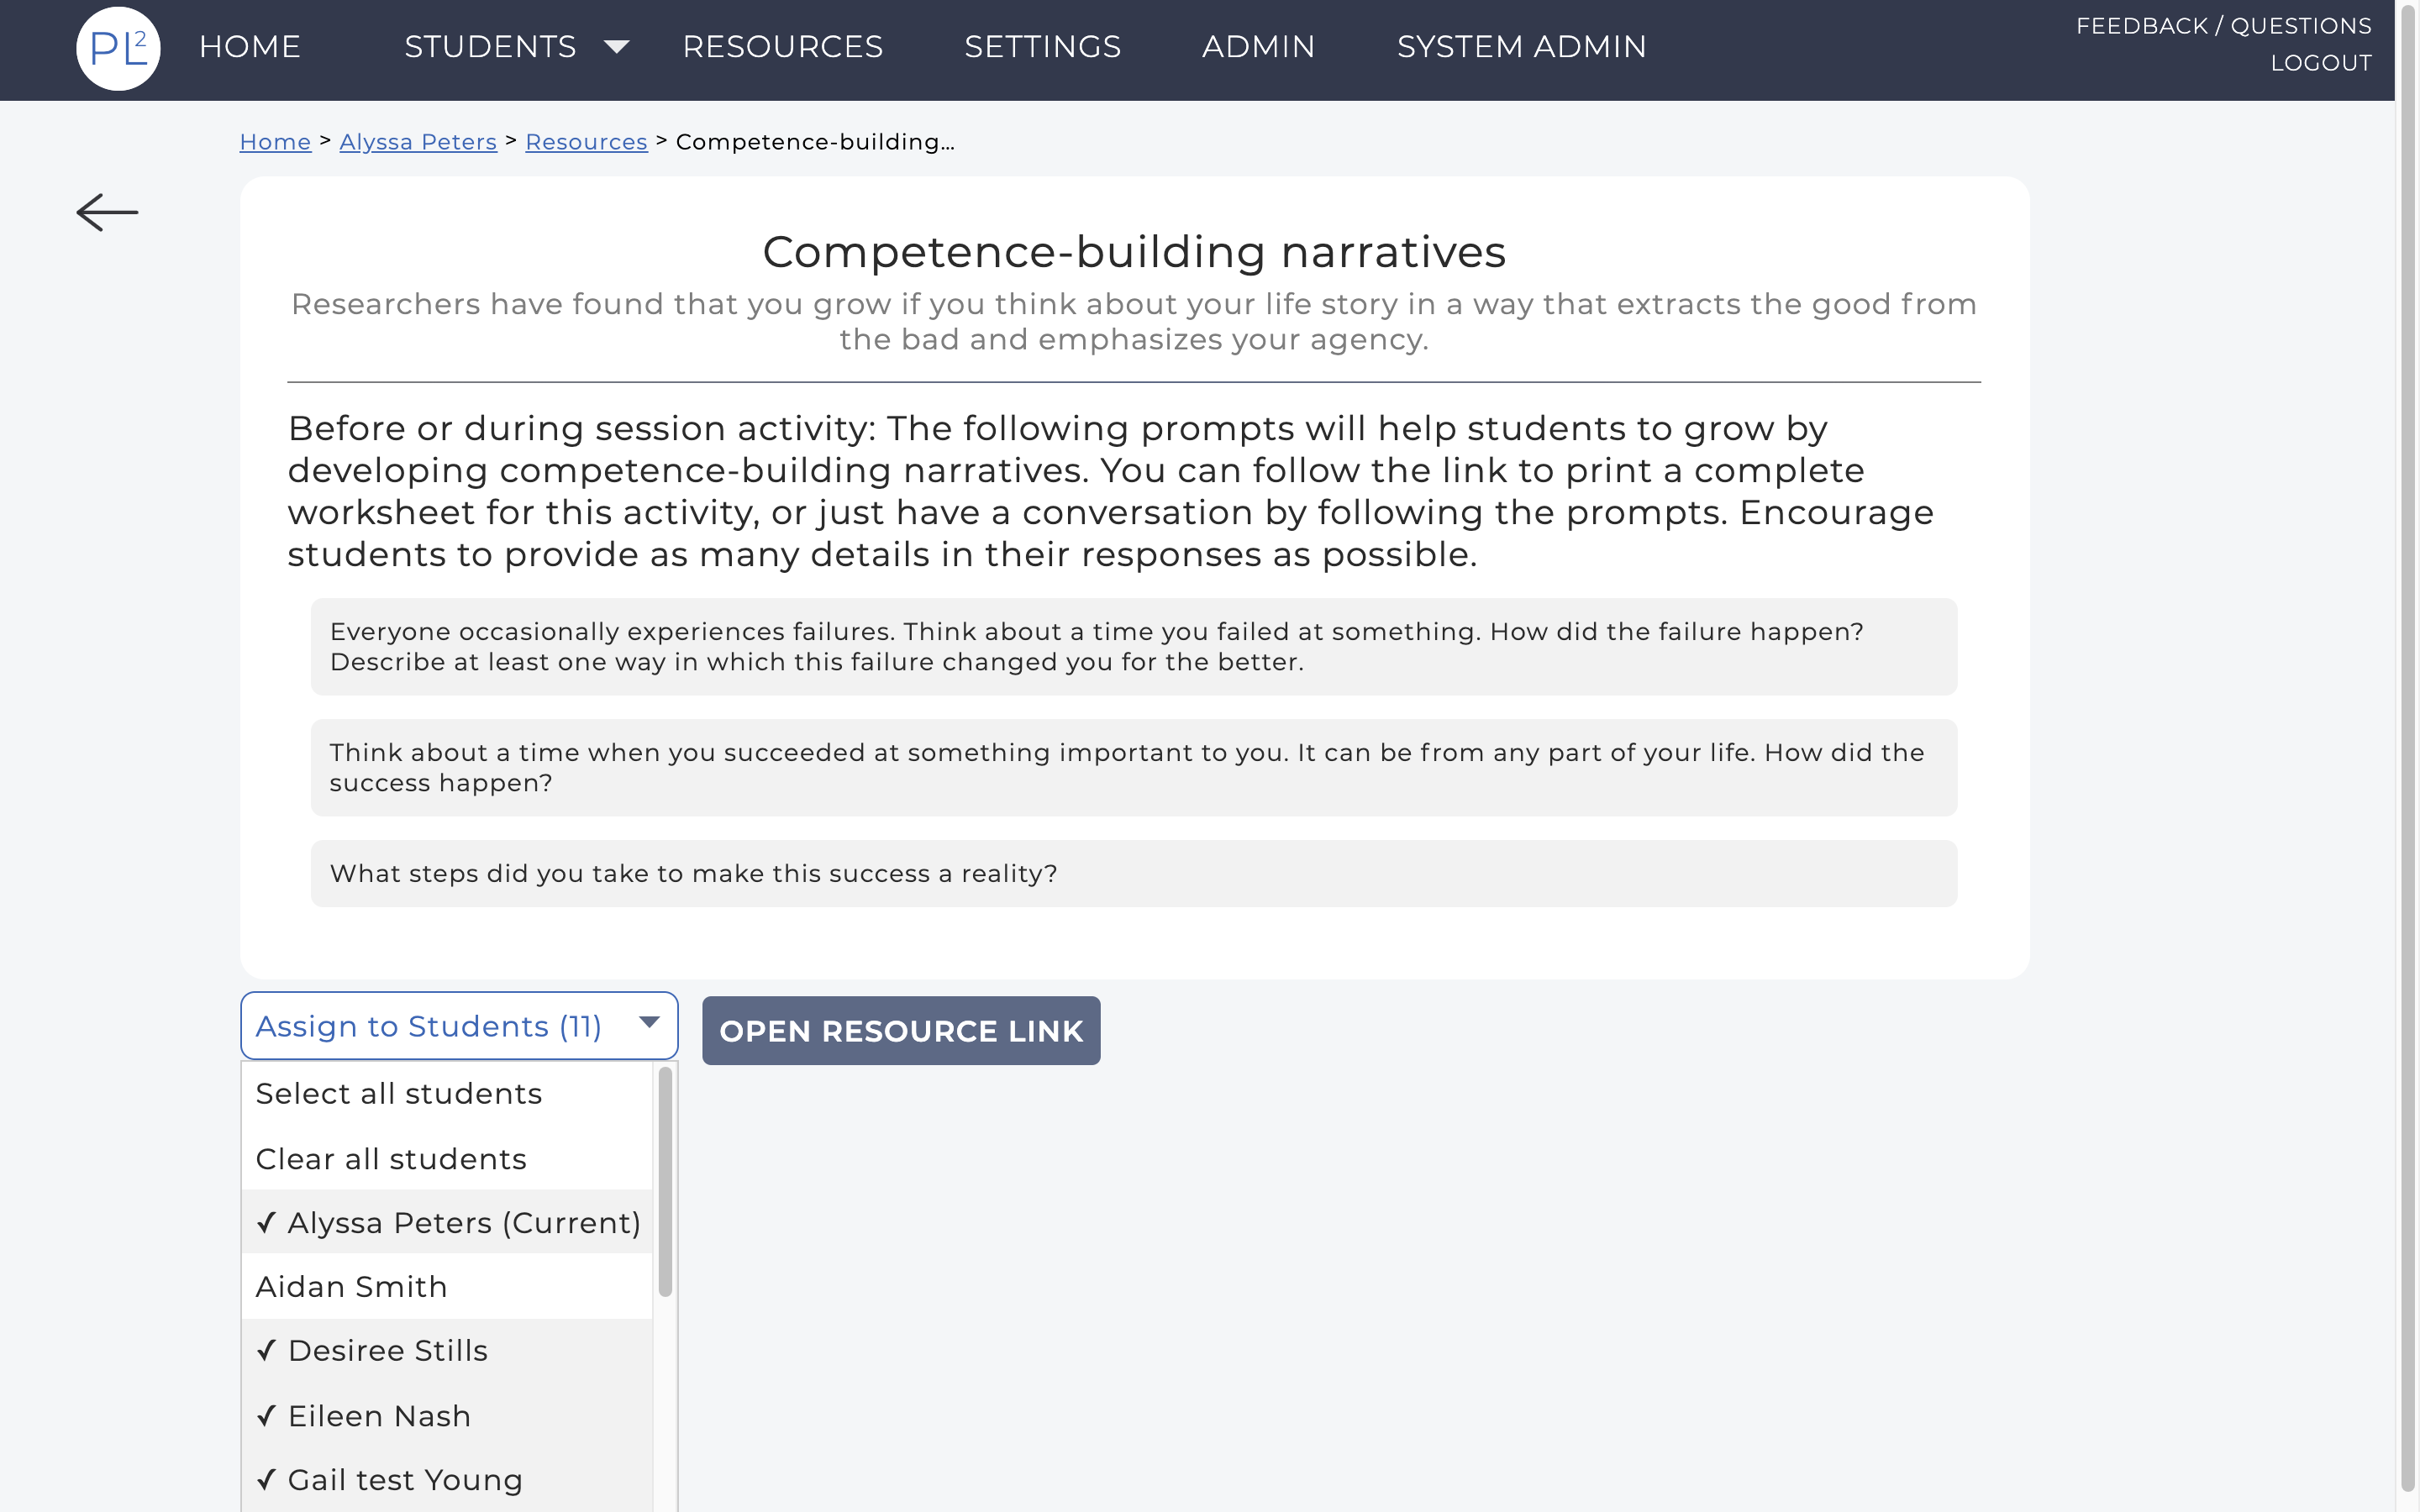 PL2
HOME
STUDENTS
RESOURCES
SETTINGS
ADMIN
SYSTEM ADMIN
FEEDBACK / QUESTIONS
LOGOUT
Home > Alyssa Peters > Resources > Competence-building...
Competence-building narratives
Researchers have found that you grow if you think about your life story in a way that extracts the good from
the bad and emphasizes your agency.
Before or during session activity: The following prompts will help students to grow by
developing competence-building narratives. You can follow the link to print a complete
worksheet for this activity, or just have a conversation by following the prompts. Encourage
students to provide as many details in their responses as possible.
Everyone occasionally experiences failures. Think about a time you failed at something. How did the failure happen?
Describe at least one way in which this failure changed you for the better.
Think about a time when you succeeded at something important to you. It can be from any part of your life. How did the
success happen?
What steps did you take to make this success a reality?
Assign to Students (11)
OPEN RESOURCE LINK
Select all students
Clear all students
✓ Alyssa Peters (Current)
Aidan Smith
✓ Desiree Stills
✓ Eileen Nash
✓ Gail test Young